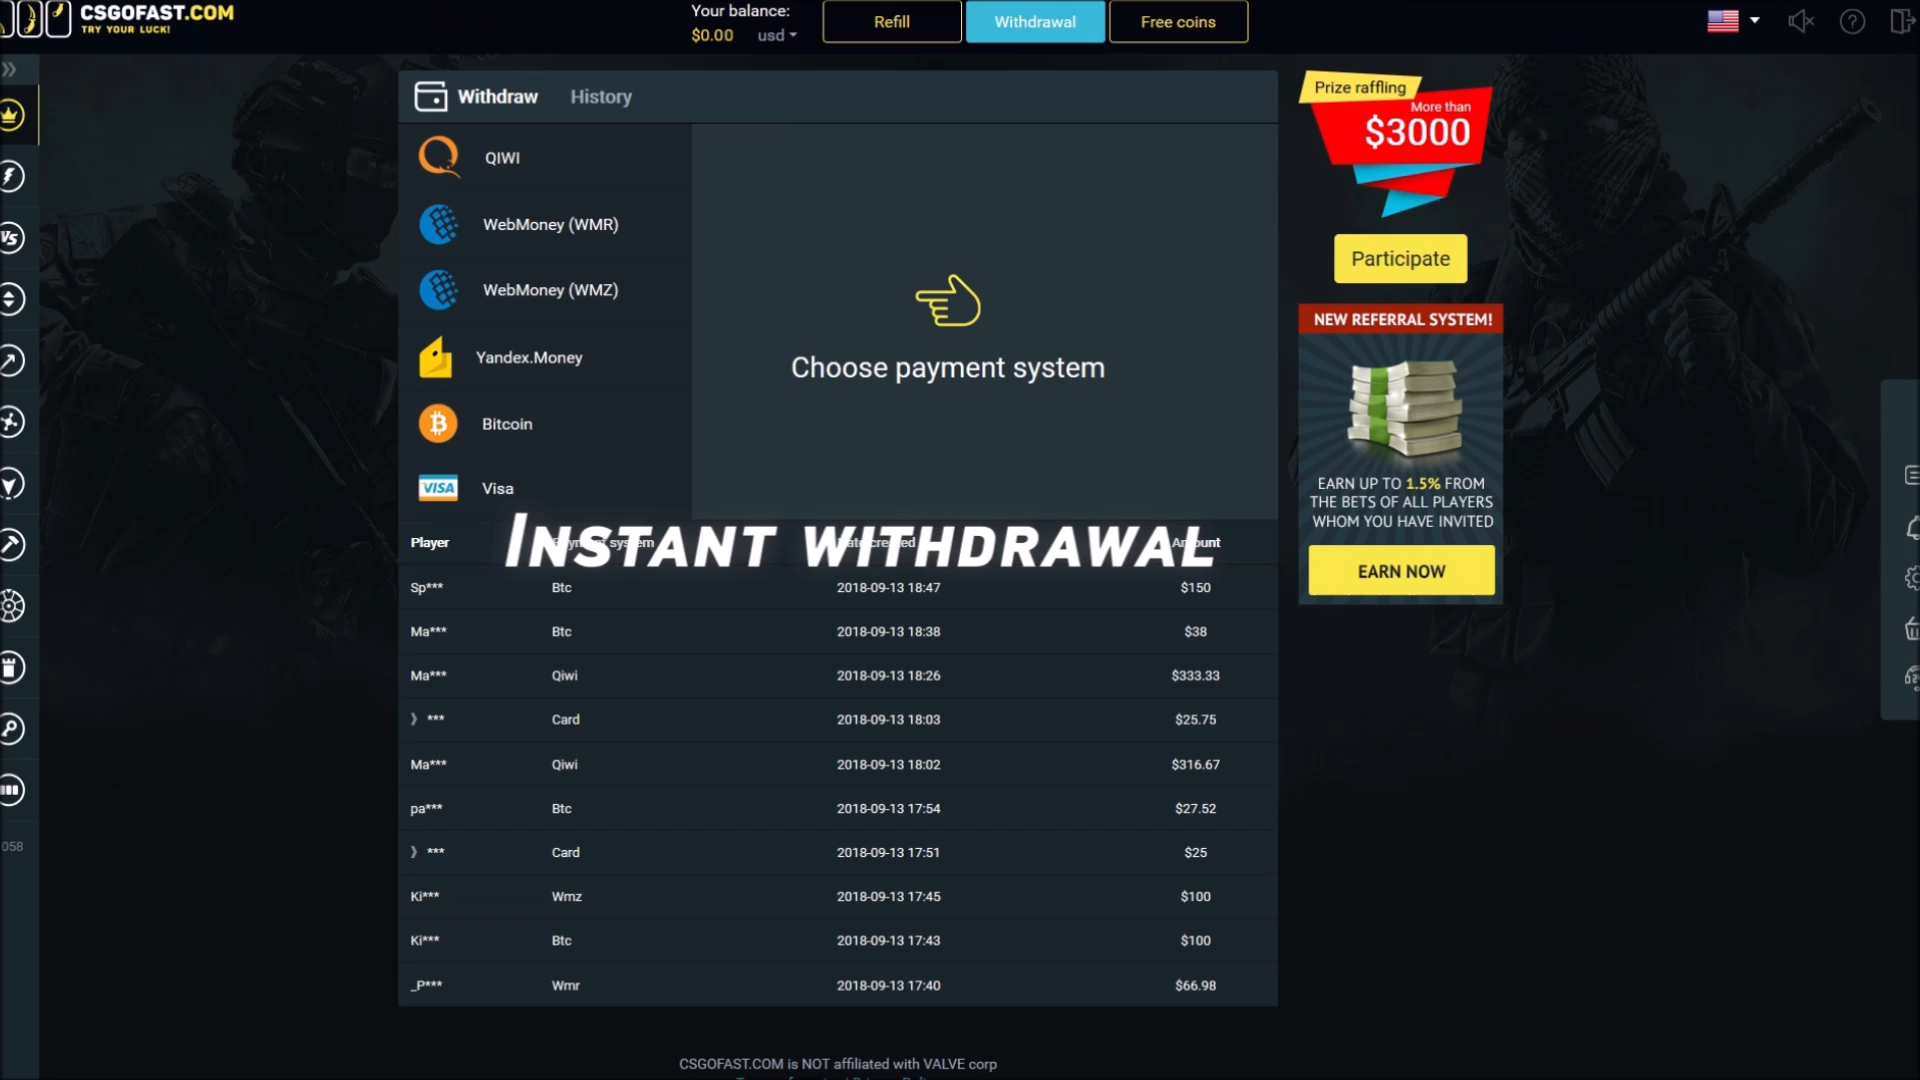 CSGOFAST.COM
TRY YOUR LUCK!
Your balance:
$0.00 usd
Refill
Withdrawal
Free coins
Withdraw
History
QIWI
WebMoney (WMR)
WebMoney (WMZ)
Yandex.Money
Bitcoin
VISA Visa
Choose payment system
INSTANT WITHDRAWAL
Player
Sp*** Btc 2018-09-13 18:47 $150
Ma*** Btc 2018-09-13 18:38 $38
Ma*** Qiwi 2018-09-13 18:26 $333.33
*** Card 2018-09-13 18:03 $25.75
Ma*** Qiwi 2018-09-13 18:02 $316.67
pa*** Btc 2018-09-13 17:54 $27.52
*** Card 2018-09-13 17:51 $25
Ki*** Wmz 2018-09-13 17:45 $100
Ki*** Btc 2018-09-13 17:43 $100
_P*** Wmr 2018-09-13 17:40 $66.98
CSGOFAST.COM is NOT affiliated with VALVE corp
Prize raffling
More than
$3000
Participate
NEW REFERRAL SYSTEM!
EARN UP TO 1.5% FROM
THE BETS OF ALL PLAYERS
WHOM YOU HAVE INVITED
EARN NOW
VS
058